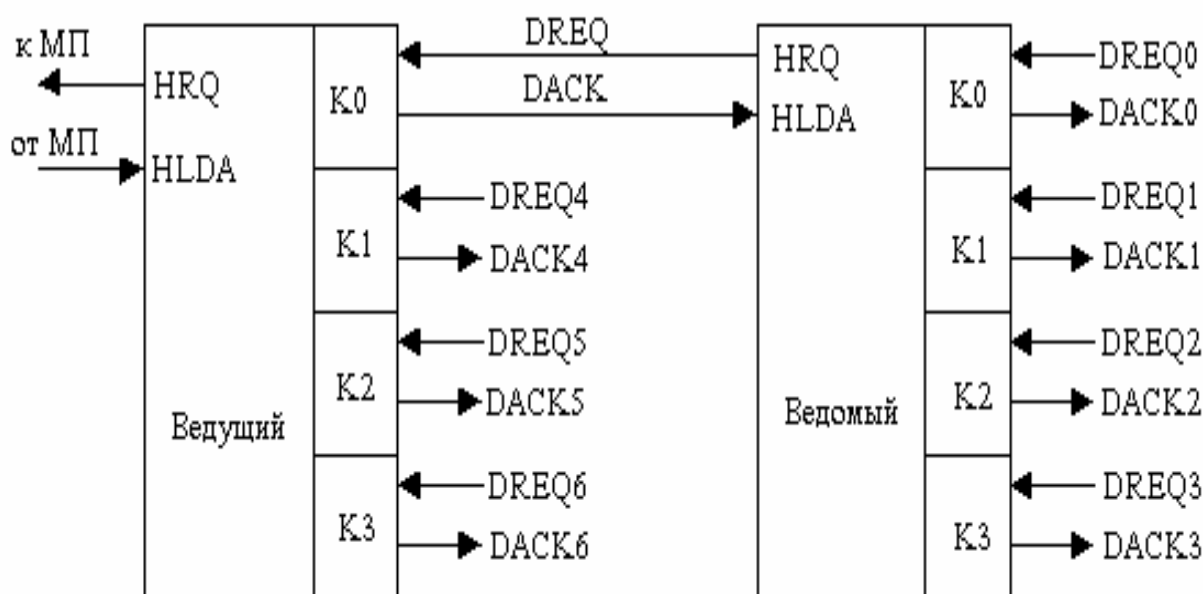 к МП
HRQ
от МП
HLDA
Ведущий
K0
K1
K2
K3
DREQ
DACK
DREQ4
DACK4
DREQ5
DACK5
DREQ6
DACK6
HRQ
HLDA
Ведомый
K0
K1
K2
K3
DREQ0
DACK0
DREQ1
DACK1
DREQ2
DACK2
DREQ3
DACK3